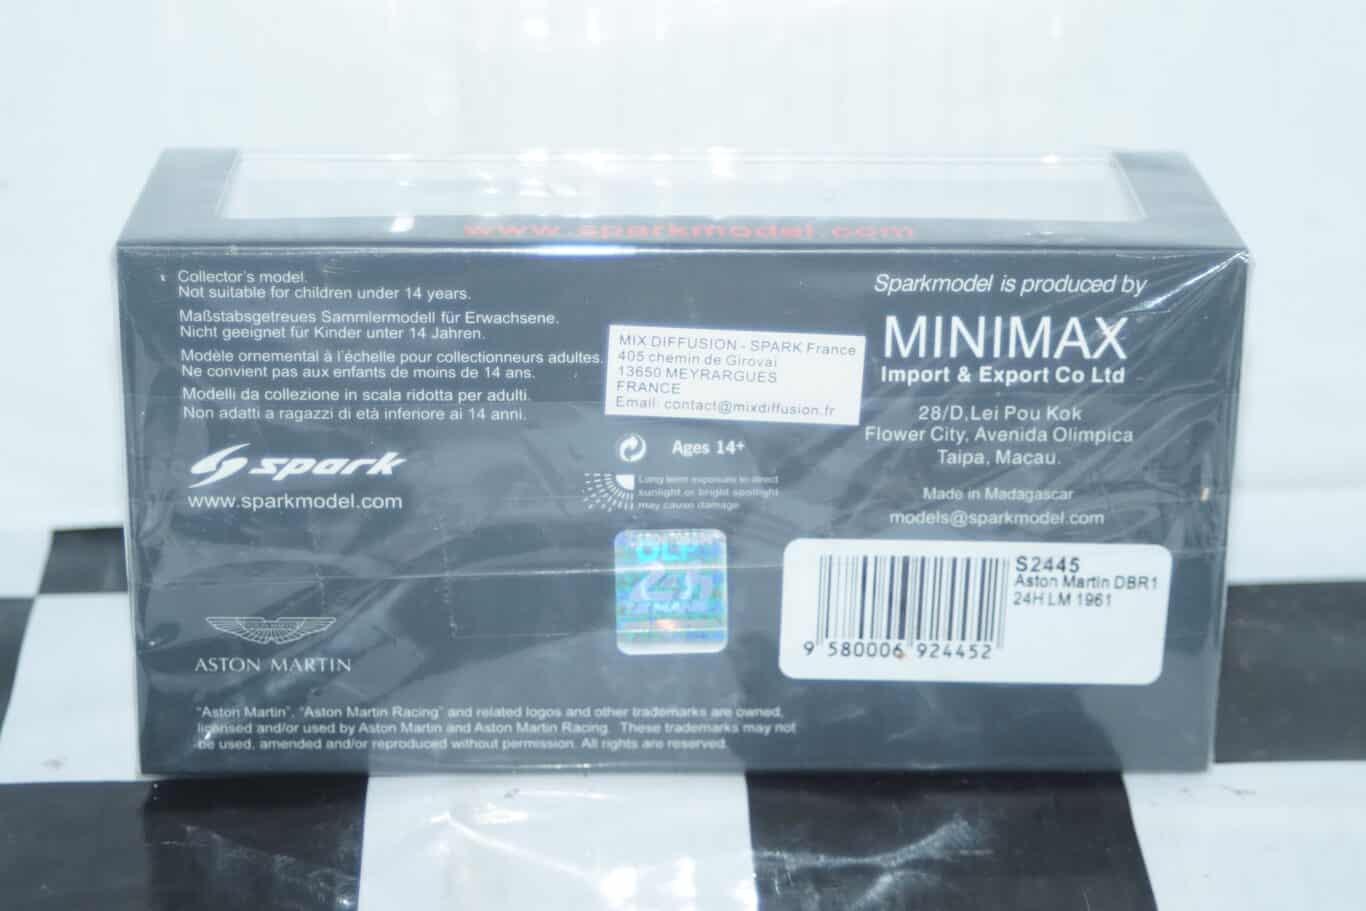 www.sparkmodel.com
Collector's model.
Not suitable for children under 14 years.
Maßstabsgetreues Sammlermodell für Erwachsene.
Nicht geeignet für Kinder unter 14 Jahren.
Modèle ornemental à l'échelle pour collectionneurs adultes.
Ne convient pas aux enfants de moins de 14 ans.
Modelli da collezione in scala ridotta per adulti.
Non adatti a ragazzi di età inferiore ai 14 anni.
spark
www.sparkmodel.com
ASTON MARTIN
"Aston Martin", "Aston Martin Racing" and related logos and other trademarks are owned,
licensed and/or used by Aston Martin and Aston Martin Racing. These trademarks may not
be used, amended and/or reproduced without permission. All rights are reserved.
MIX DIFFUSION - SPARK France
405 chemin de Girovai
13650 MEYRARGUES
FRANCE
Email: contact@mixdiffusion.fr
Ages 14+
Long term exposure to direct
sunlight or bright spotlight
may cause damage
24h
LE MANS
Sparkmodel is produced by
MINIMAX
Import & Export Co Ltd
28/D, Lei Pou Kok
Flower City, Avenida Olimpica
Taipa, Macau.
Made in Madagascar
models@sparkmodel.com
S2445
Aston Martin DBR1
24H LM 1961
9 580006 924452